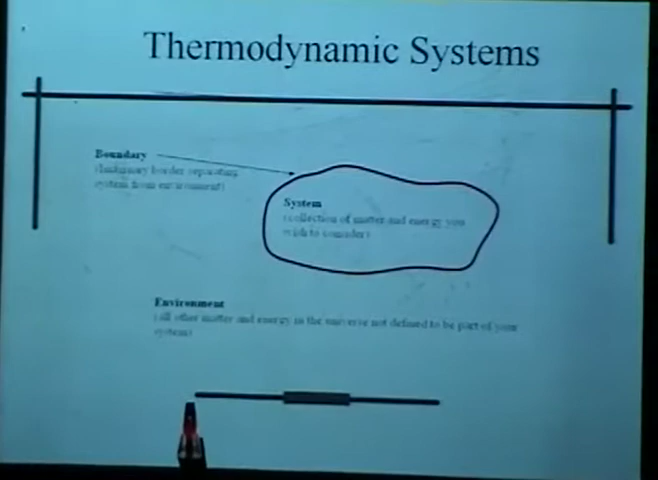 Thermodynamic Systems
Boundary
(Imaginary border separating
system from environment)
System
(collection of matter and energy you
wish to consider)
Environment
(all other matter and energy in the universe not defined to be part of your
system)